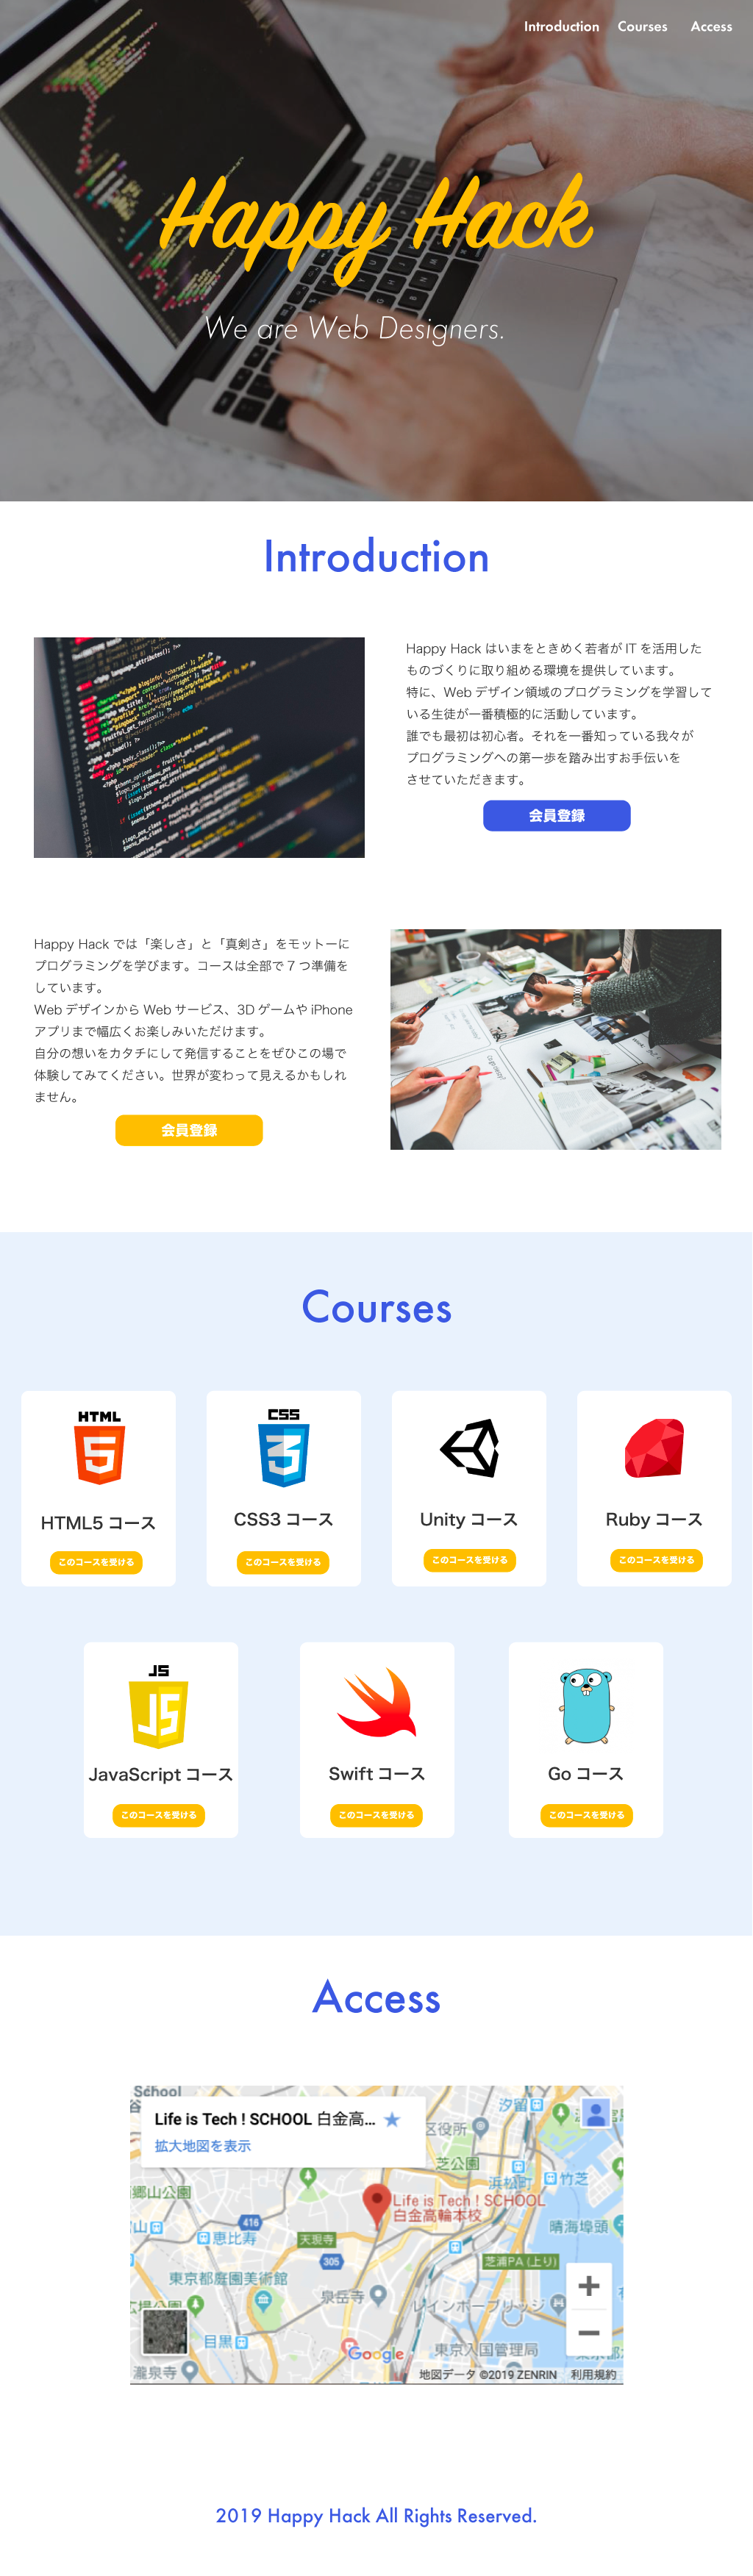 Introduction Courses Access
Happy Hack
We are Web Designers.
Introduction
Happy Hack はいまをときめく若者が IT を活用した
ものづくりに取り組める環境を提供しています。
特に、Web デザイン領域のプログラミングを学習して
いる生徒が一番積極的に活動しています。
誰でも最初は初心者。それを一番知っている我々が
プログラミングへの第一歩を踏み出すお手伝いを
させていただきます。
会員登録
Happy Hack では「楽しさ」と「真剣さ」をモットーに
プログラミングを学びます。コースは全部で 7 つ準備を
しています。
Web デザインから Web サービス、3D ゲームや iPhone
アプリまで幅広くお楽しみいただけます。
自分の想いをカタチにして発信することをぜひこの場で
体験してみてください。世界が変わって見えるかもしれ
ません。
会員登録
Courses
HTML
5
HTML5 コース
このコースを受ける
CSS
3
CSS3 コース
このコースを受ける
Unity コース
このコースを受ける
Ruby コース
このコースを受ける
JS
JS
JavaScript コース
このコースを受ける
Swift コース
このコースを受ける
Go コース
このコースを受ける
Access
School
Life is Tech ! SCHOOL 白金高...
拡大地図を表示
汐留
区役所
芝公園
浜松町
竹芝
郷山公園
Life is Tech ! SCHOOL
白金高輪本校
416
恵比寿
天現寺
晴海埠頭
305
芝浦PA (上り)
東京都庭園美術館
泉岳寺
レインボーブリッジ
目黒
Google
東京入国管理局
瀧泉寺
地図データ ©2019 ZENRIN 利用規約
2019 Happy Hack All Rights Reserved.